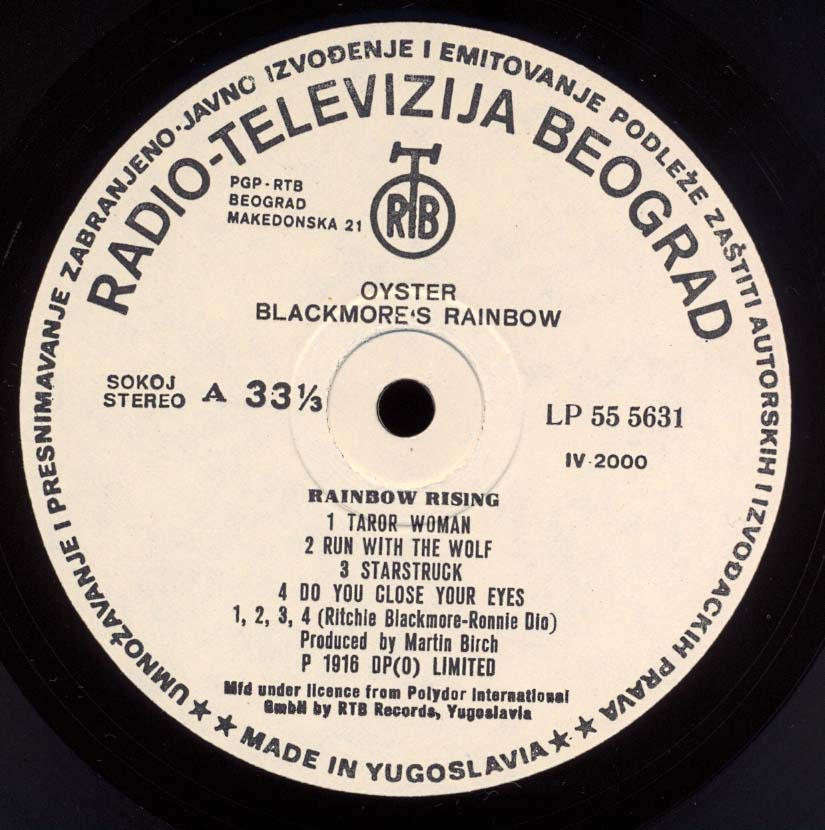 UMNOŽAVANJE I PRESNIMAVANJE ZABRANJENO·JAVNO IZVOĐENJE I EMITOVANJE PODLEŽE ZAŠTITI AUTORSKIH I IZVOĐACKIH PRAVA
RADIO-TELEVIZIJA BEOGRAD
PGP-RTB
BEOGRAD
MAKEDONSKA 21
RTB
OYSTER
BLACKMORE'S RAINBOW
SOKOJ
STEREO
A 33⅓
LP 55 5631
IV-2000
RAINBOW RISING
1 TAROR WOMAN
2 RUN WITH THE WOLF
3 STARSTRUCK
4 DO YOU CLOSE YOUR EYES
1, 2, 3, 4 (Ritchie Blackmore-Ronnie Dio)
Produced by Martin Birch
P 1916 DP(O) LIMITED
Mfd under licence from Polydor International
GmbH by RTB Records, Yugoslavia
★★ MADE IN YUGOSLAVIA ★★